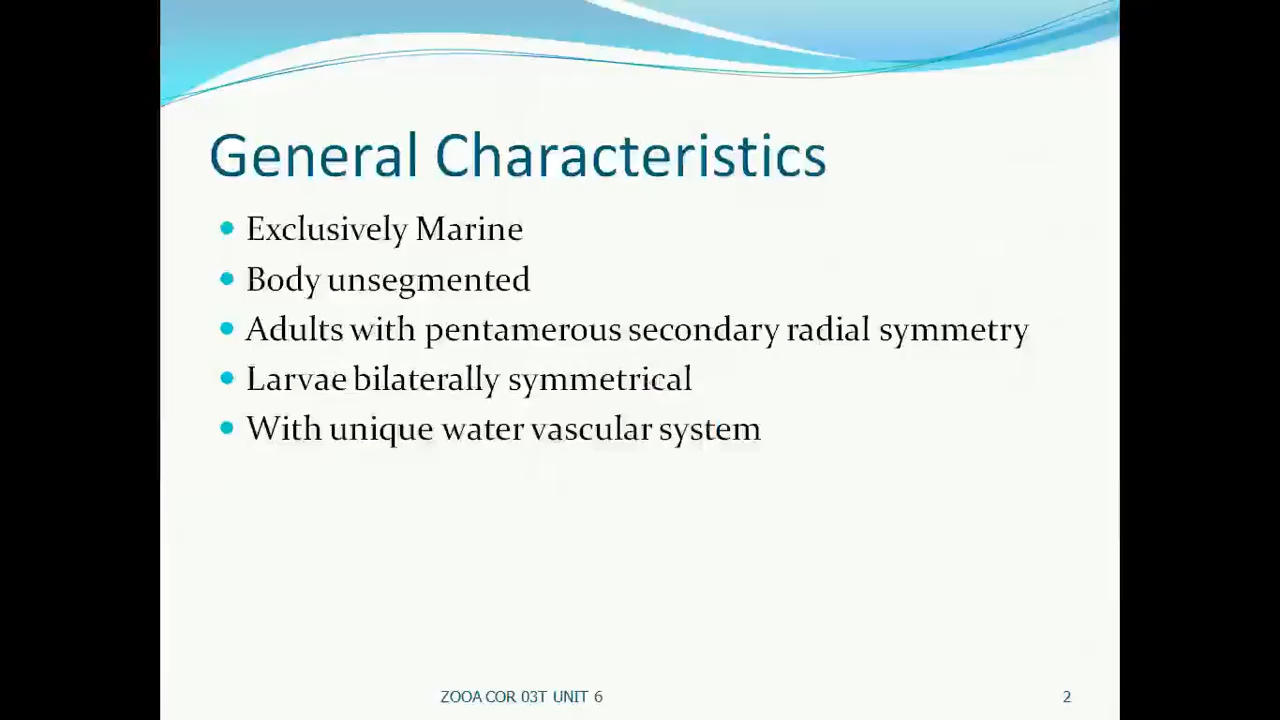 General Characteristics
Exclusively Marine
Body unsegmented
Adults with pentamerous secondary radial symmetry
Larvae bilaterally symmetrical
With unique water vascular system
ZOOA COR 03T UNIT 6
2